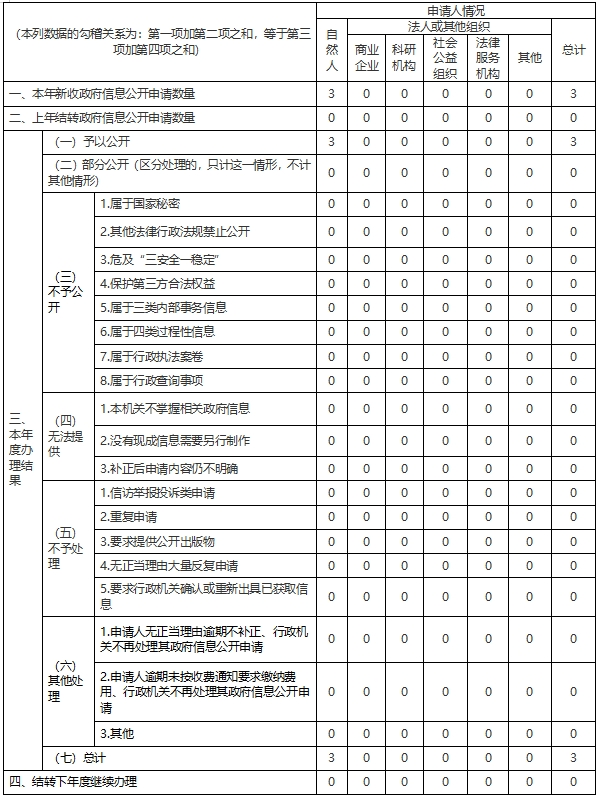 （本列数据的勾稽关系为：第一项加第二项之和，等于第三
项加第四项之和）
申请人情况
自
然
人
法人或其他组织
总计
商业
企业
科研
机构
社会
公益
组织
法律
服务
机构
其他
一、本年新收政府信息公开申请数量 3 0 0 0 0 0 3
二、上年结转政府信息公开申请数量 0 0 0 0 0 0 0
三、
本年
度办
理结
果
（一）予以公开 3 0 0 0 0 0 3
（二）部分公开（区分处理的，只计这一情形，不计
其他情形） 0 0 0 0 0 0 0
（三）
不予公
开
1.属于国家秘密 0 0 0 0 0 0 0
2.其他法律行政法规禁止公开 0 0 0 0 0 0 0
3.危及“三安全一稳定” 0 0 0 0 0 0 0
4.保护第三方合法权益 0 0 0 0 0 0 0
5.属于三类内部事务信息 0 0 0 0 0 0 0
6.属于四类过程性信息 0 0 0 0 0 0 0
7.属于行政执法案卷 0 0 0 0 0 0 0
8.属于行政查询事项 0 0 0 0 0 0 0
（四）
无法提
供
1.本机关不掌握相关政府信息 0 0 0 0 0 0 0
2.没有现成信息需要另行制作 0 0 0 0 0 0 0
3.补正后申请内容仍不明确 0 0 0 0 0 0 0
（五）
不予处
理
1.信访举报投诉类申请 0 0 0 0 0 0 0
2.重复申请 0 0 0 0 0 0 0
3.要求提供公开出版物 0 0 0 0 0 0 0
4.无正当理由大量反复申请 0 0 0 0 0 0 0
5.要求行政机关确认或重新出具已获取信
息 0 0 0 0 0 0 0
（六）
其他处
理
1.申请人无正当理由逾期不补正、行政机
关不再处理其政府信息公开申请 0 0 0 0 0 0 0
2.申请人逾期未按收费通知要求缴纳费
用、行政机关不再处理其政府信息公开申
请 0 0 0 0 0 0 0
3.其他 0 0 0 0 0 0 0
（七）总计 3 0 0 0 0 0 3
四、结转下年度继续办理 0 0 0 0 0 0 0